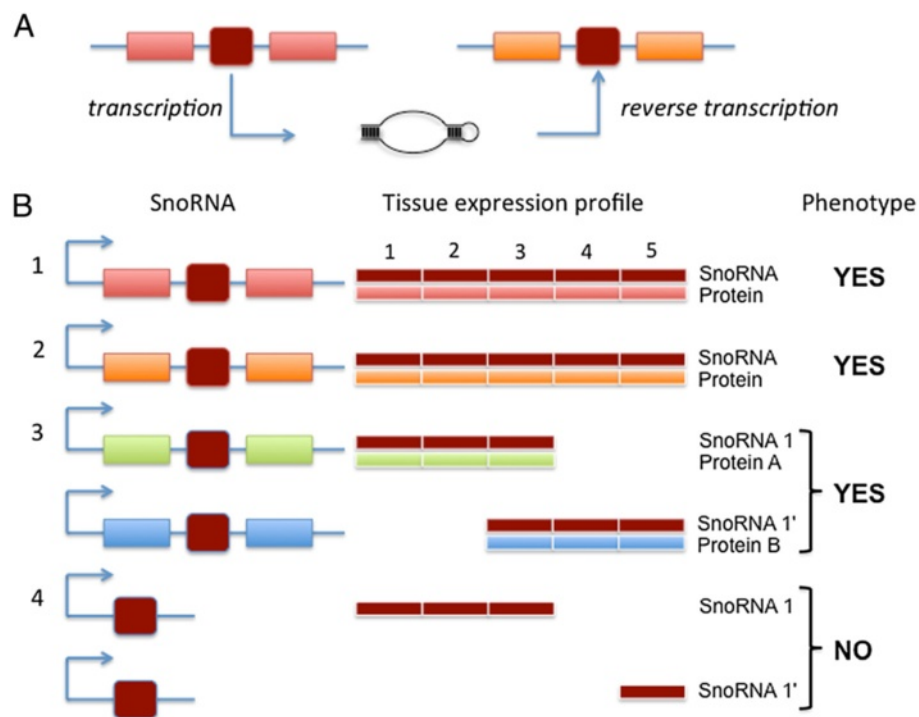 A
transcription
reverse transcription
B
SnoRNA Tissue expression profile Phenotype
1 2 3 4 5
1
SnoRNA
Protein
YES
2
SnoRNA
Protein
YES
3
SnoRNA 1
Protein A
YES
SnoRNA 1'
Protein B
4
SnoRNA 1
NO
SnoRNA 1'